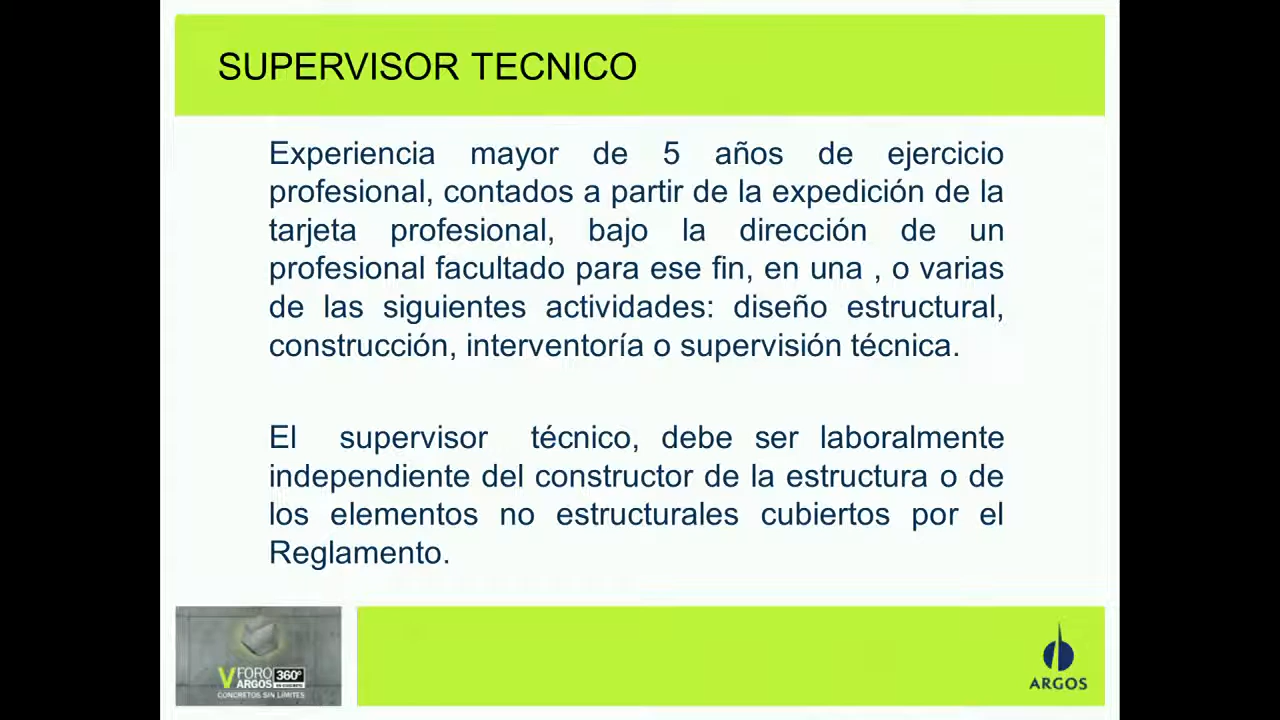 SUPERVISOR TECNICO
Experiencia mayor de 5 años de ejercicio
profesional, contados a partir de la expedición de la
tarjeta profesional, bajo la dirección de un
profesional facultado para ese fin, en una , o varias
de las siguientes actividades: diseño estructural,
construcción, interventoría o supervisión técnica.
El supervisor técnico, debe ser laboralmente
independiente del constructor de la estructura o de
los elementos no estructurales cubiertos por el
Reglamento.
V FORO ARGOS 360°
EN CONCRETO
CONCRETOS SIN LÍMITES
ARGOS